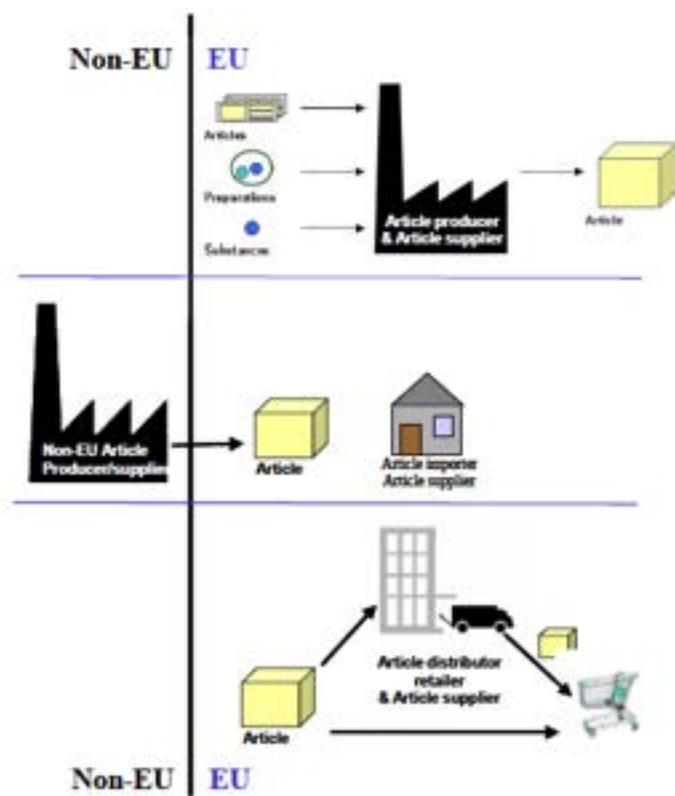 Non-EU EU
Articles
Preparations
Substances
Article producer
& Article supplier
Article
Non-EU Article
Producer/supplier
Article
Article importer
Article supplier
Article distributor
retailer
& Article supplier
Article
Non-EU EU